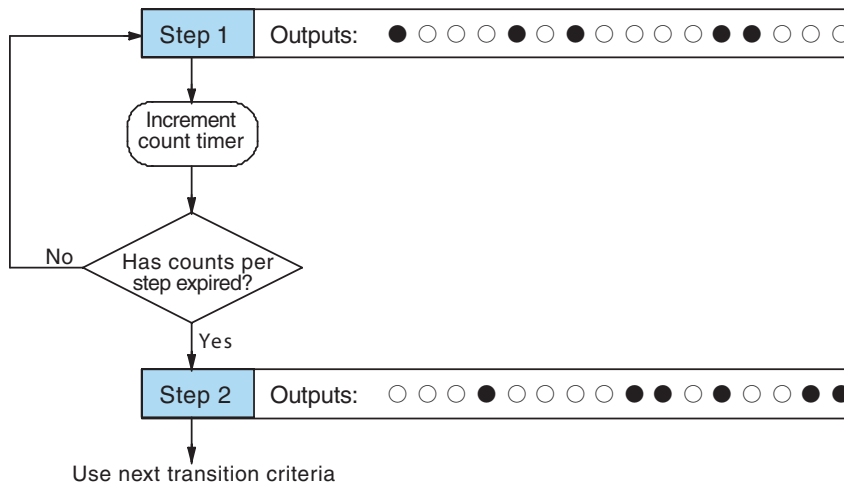 Step 1 Outputs:
Increment
count timer
No
Has counts per
step expired?
Yes
Step 2 Outputs:
Use next transition criteria